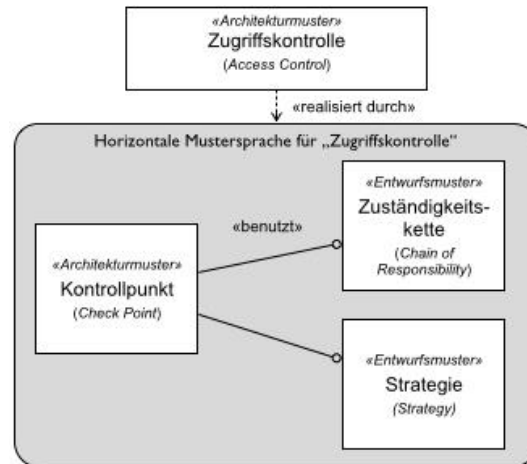 «Architekturmuster»
Zugriffskontrolle
(Access Control)
«realisiert durch»
Horizontale Mustersprache für „Zugriffskontrolle“
«Entwurfsmuster»
Zuständigkeits-
kette
(Chain of
Responsibility)
«benutzt»
«Architekturmuster»
Kontrollpunkt
(Check Point)
«Entwurfsmuster»
Strategie
(Strategy)